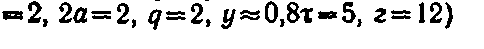 =2, 2a=2, q=2, y≈0,8τ=5, г=12)